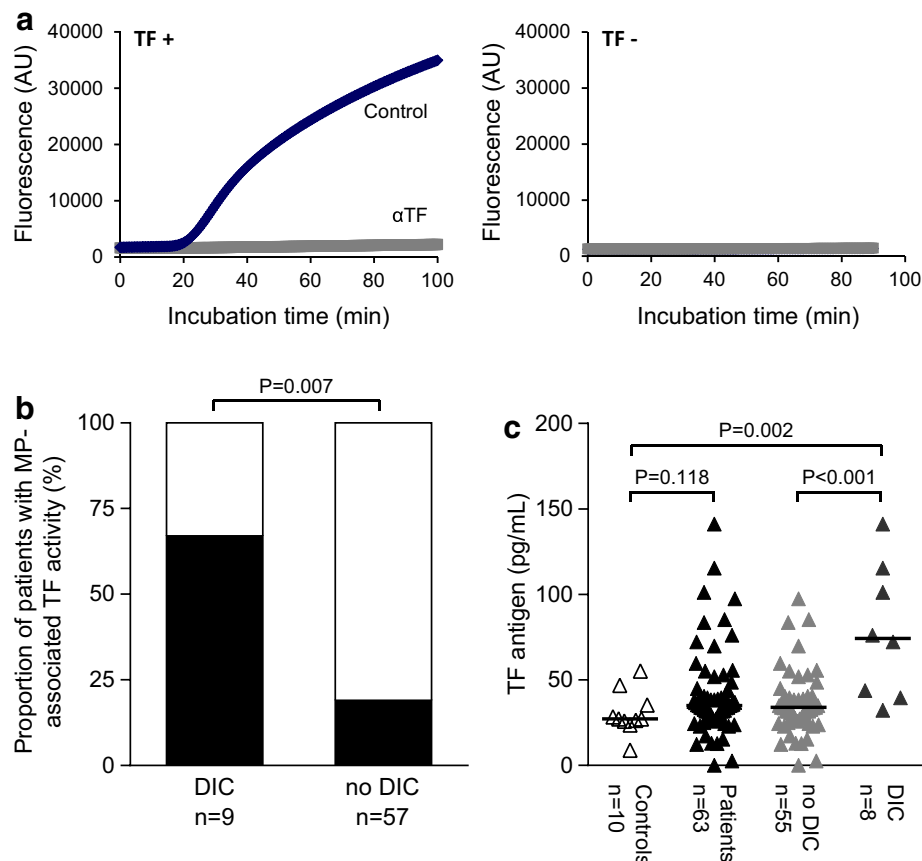 a
TF +
Fluorescence (AU)
40000
30000
20000
10000
0
0 20 40 60 80 100
Incubation time (min)
Control
αTF
TF -
Fluorescence (AU)
40000
30000
20000
10000
0
0 20 40 60 80 100
Incubation time (min)
b
P=0.007
Proportion of patients with MP-
associated TF activity (%)
100
75
50
25
0
DIC
n=9
no DIC
n=57
c
TF antigen (pg/mL)
200
150
100
50
0
P=0.002
P=0.118
P<0.001
Controls
n=10
Patients
n=63
no DIC
n=55
DIC
n=8